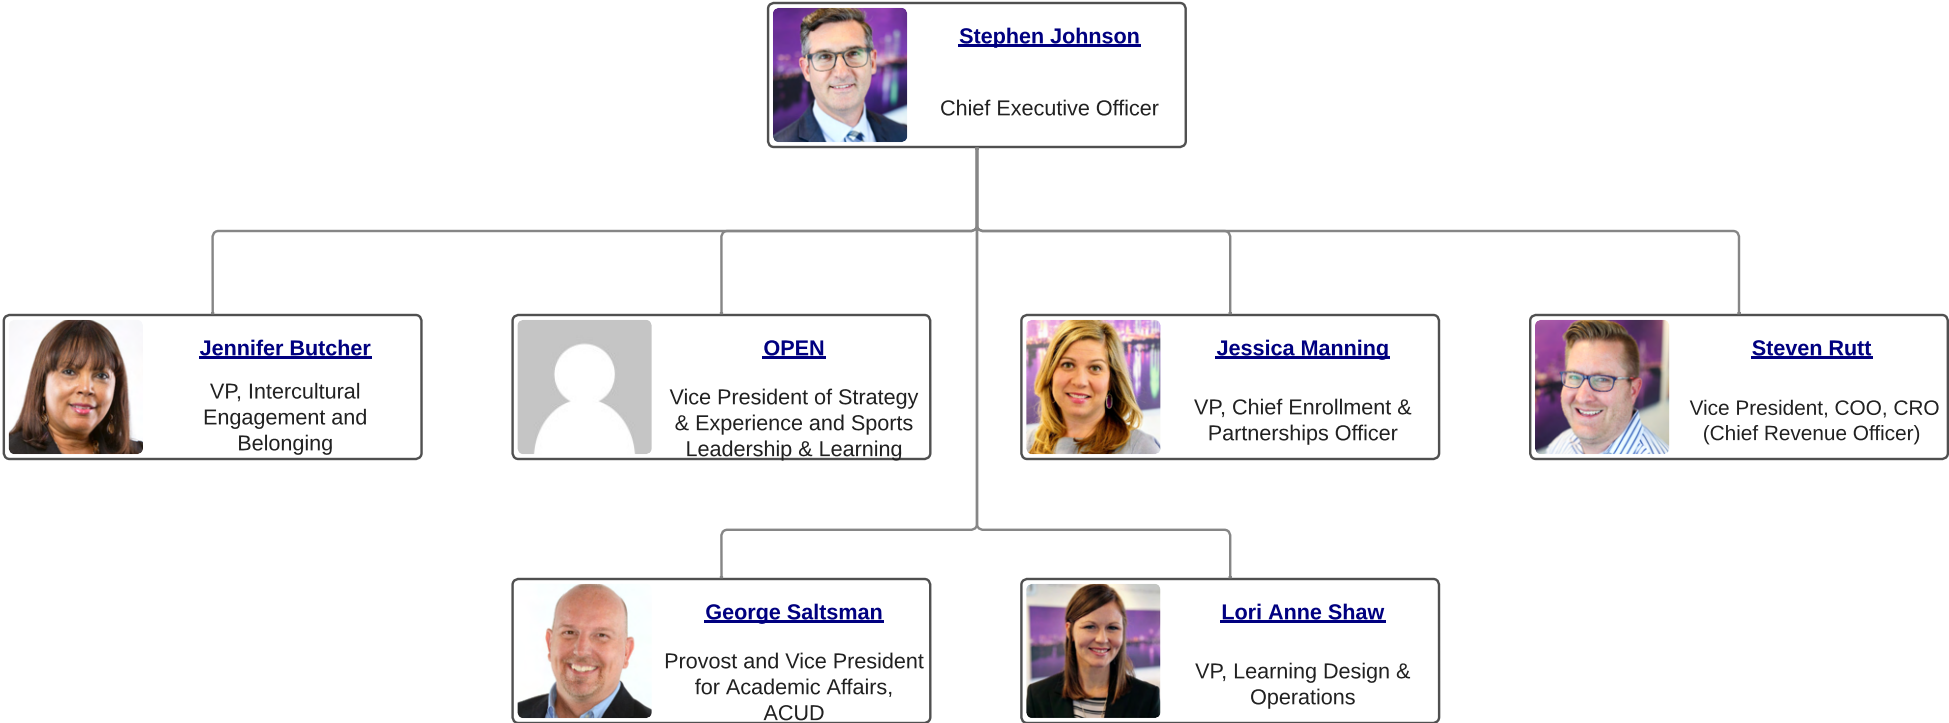 Stephen Johnson
Chief Executive Officer
Jennifer Butcher
VP, Intercultural
Engagement and
Belonging
OPEN
Vice President of Strategy
& Experience and Sports
Leadership & Learning
Jessica Manning
VP, Chief Enrollment &
Partnerships Officer
Steven Rutt
Vice President, COO, CRO
(Chief Revenue Officer)
George Saltsman
Provost and Vice President
for Academic Affairs,
ACUD
Lori Anne Shaw
VP, Learning Design &
Operations